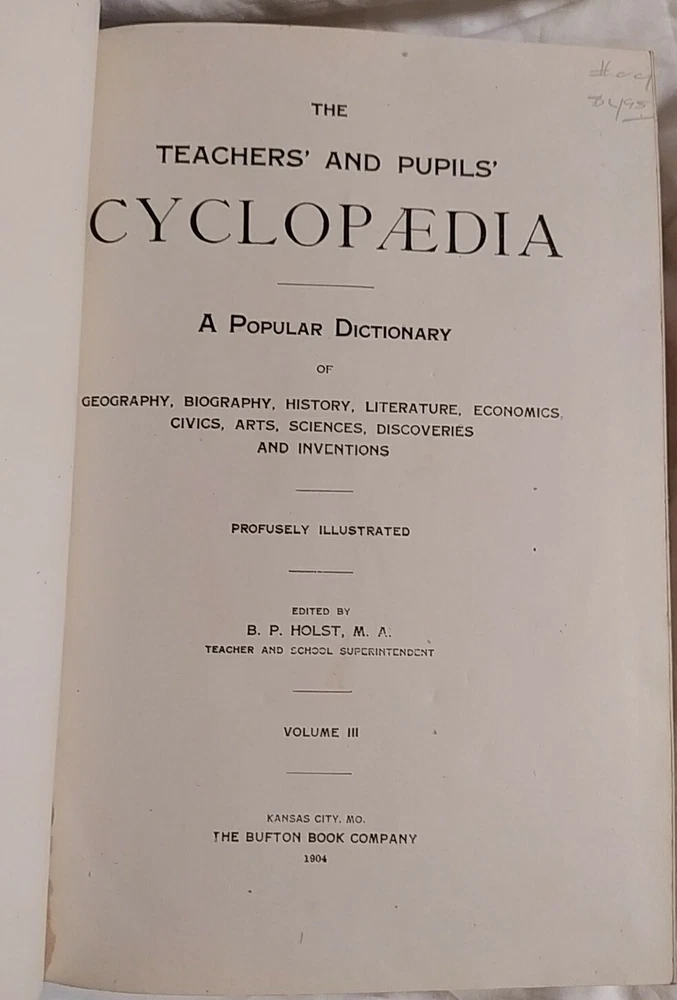 THE
TEACHERS' AND PUPILS'
CYCLOPÆDIA
A POPULAR DICTIONARY
OF
GEOGRAPHY, BIOGRAPHY, HISTORY, LITERATURE, ECONOMICS,
CIVICS, ARTS, SCIENCES, DISCOVERIES
AND INVENTIONS
PROFUSELY ILLUSTRATED
EDITED BY
B. P. HOLST, M. A.
TEACHER AND SCHOOL SUPERINTENDENT
VOLUME III
KANSAS CITY, MO.
THE BUFTON BOOK COMPANY
1904